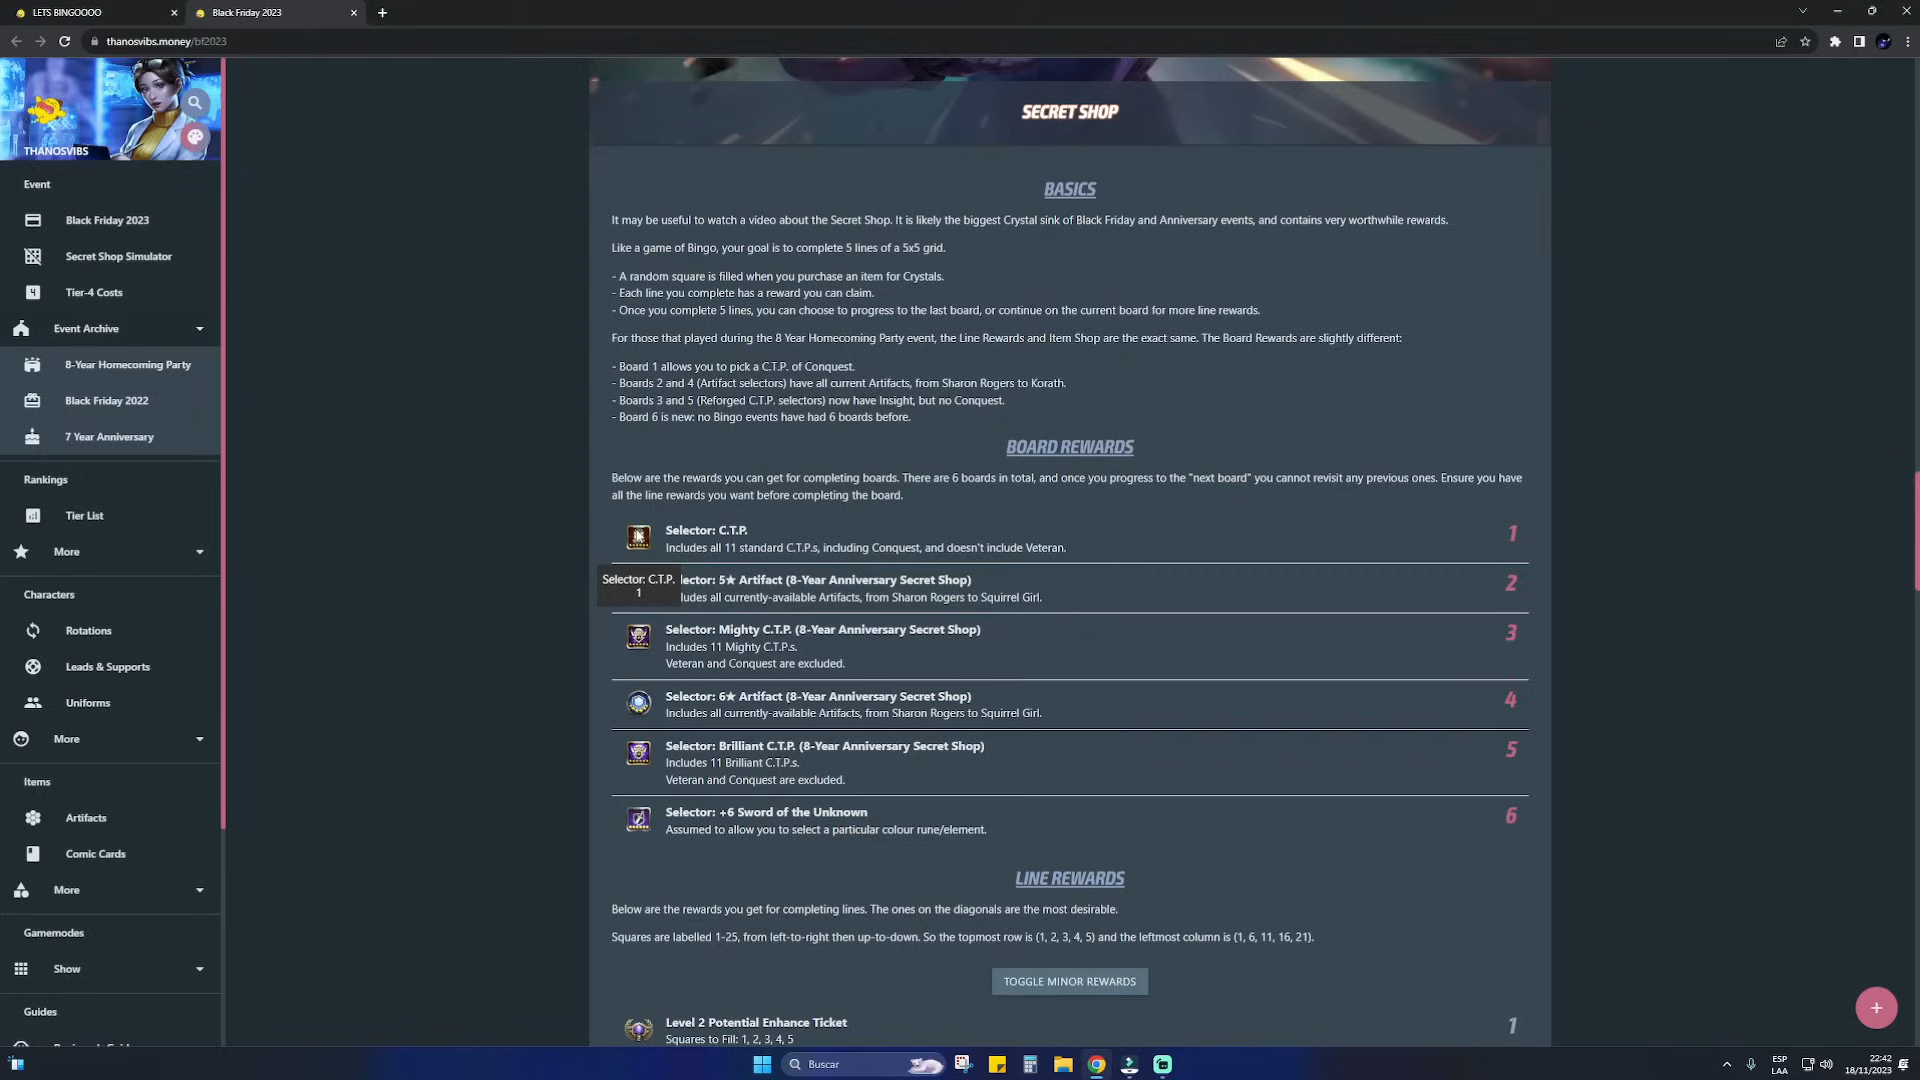 LETS BINGOOOO
Black Friday 2023
thanosvibs.money/bf2023
THANOSVIBS
Event
Black Friday 2023
Secret Shop Simulator
4 Tier-4 Costs
Event Archive
8-Year Homecoming Party
Black Friday 2022
7 Year Anniversary
Rankings
Tier List
More
Characters
Rotations
Leads & Supports
Uniforms
More
Items
Artifacts
Comic Cards
More
Gamemodes
Show
Guides
SECRET SHOP
BASICS
It may be useful to watch a video about the Secret Shop. It is likely the biggest Crystal sink of Black Friday and Anniversary events, and contains very worthwhile rewards.
Like a game of Bingo, your goal is to complete 5 lines of a 5x5 grid.
- A random square is filled when you purchase an item for Crystals.
- Each line you complete has a reward you can claim.
- Once you complete 5 lines, you can choose to progress to the last board, or continue on the current board for more line rewards.
For those that played during the 8 Year Homecoming Party event, the Line Rewards and Item Shop are the exact same. The Board Rewards are slightly different:
- Board 1 allows you to pick a C.T.P. of Conquest.
- Boards 2 and 4 (Artifact selectors) have all current Artifacts, from Sharon Rogers to Korath.
- Boards 3 and 5 (Reforged C.T.P. selectors) now have Insight, but no Conquest.
- Board 6 is new: no Bingo events have had 6 boards before.
BOARD REWARDS
Below are the rewards you can get for completing boards. There are 6 boards in total, and once you progress to the "next board" you cannot revisit any previous ones. Ensure you have
all the line rewards you want before completing the board.
Selector: C.T.P. 1
Includes all 11 standard C.T.P.s, including Conquest, and doesn't include Veteran.
Selector: C.T.P.
1
lector: 5★ Artifact (8-Year Anniversary Secret Shop) 2
ludes all currently-available Artifacts, from Sharon Rogers to Squirrel Girl.
Selector: Mighty C.T.P. (8-Year Anniversary Secret Shop) 3
Includes 11 Mighty C.T.P.s.
Veteran and Conquest are excluded.
Selector: 6★ Artifact (8-Year Anniversary Secret Shop) 4
Includes all currently-available Artifacts, from Sharon Rogers to Squirrel Girl.
Selector: Brilliant C.T.P. (8-Year Anniversary Secret Shop) 5
Includes 11 Brilliant C.T.P.s.
Veteran and Conquest are excluded.
Selector: +6 Sword of the Unknown 6
Assumed to allow you to select a particular colour rune/element.
LINE REWARDS
Below are the rewards you get for completing lines. The ones on the diagonals are the most desirable.
Squares are labelled 1-25, from left-to-right then up-to-down. So the topmost row is (1, 2, 3, 4, 5) and the leftmost column is (1, 6, 11, 16, 21).
TOGGLE MINOR REWARDS
Level 2 Potential Enhance Ticket 1
Squares to Fill: 1, 2, 3, 4, 5
Buscar
ESP
LAA
22:42
18/11/2023